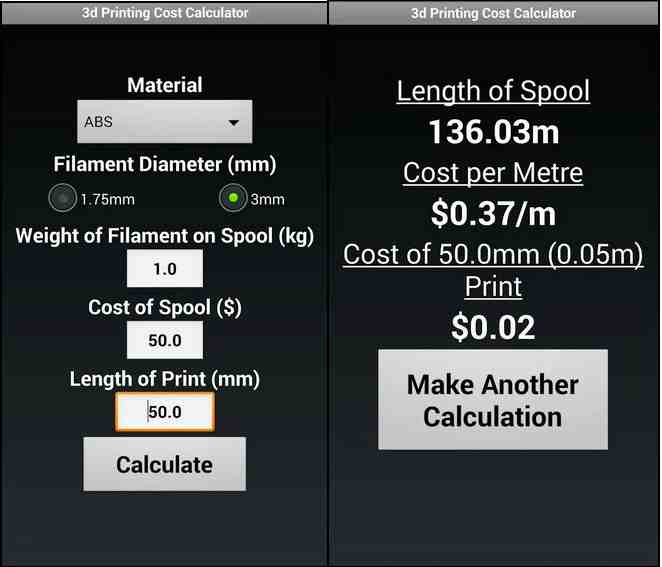 3d Printing Cost Calculator
Material
ABS
Filament Diameter (mm)
1.75mm
3mm
Weight of Filament on Spool (kg)
1.0
Cost of Spool ($)
50.0
Length of Print (mm)
50.0
Calculate
3d Printing Cost Calculator
Length of Spool
136.03m
Cost per Metre
$0.37/m
Cost of 50.0mm (0.05m)
Print
$0.02
Make Another
Calculation